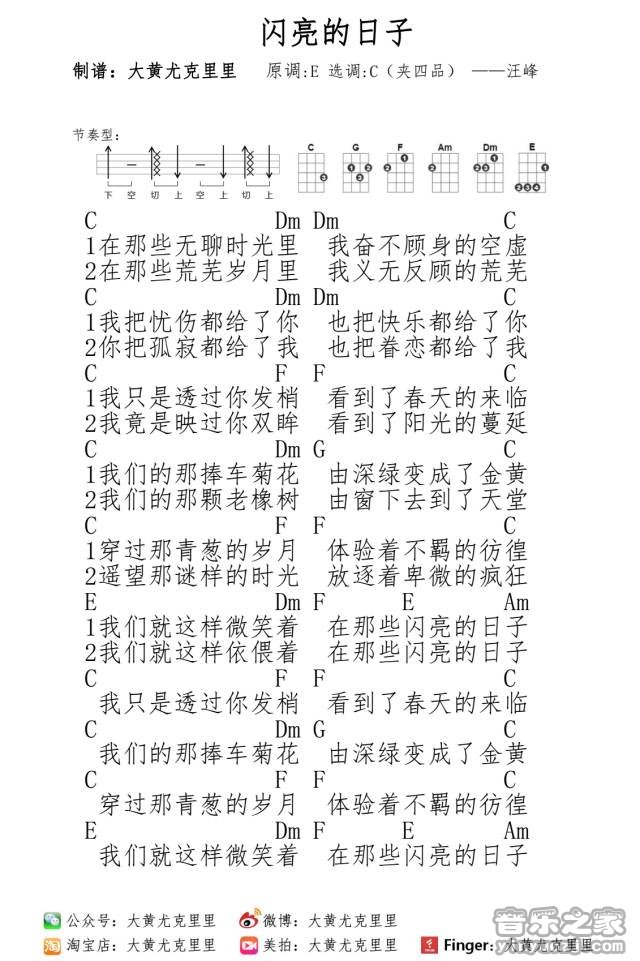 闪亮的日子
制谱：大黄尤克里里 原调:E 选调:C（夹四品） ——汪峰
节奏型：
C G F Am Dm E
下 空 切 上 空 上 切 上
C Dm Dm C
1在那些无聊时光里 我奋不顾身的空虚
2在那些荒芜岁月里 我义无反顾的荒芜
C Dm Dm C
1我把忧伤都给了你 也把快乐都给了你
2你把孤寂都给了我 也把眷恋都给了我
C F F C
1我只是透过你发梢 看到了春天的来临
2我竟是映过你双眸 看到了阳光的蔓延
C Dm G C
1我们的那捧车菊花 由深绿变成了金黄
2我们的那颗老橡树 由窗下去到了天堂
C F F C
1穿过那青葱的岁月 体验着不羁的彷徨
2遥望那谜样的时光 放逐着卑微的疯狂
E Dm F E Am
1我们就这样微笑着 在那些闪亮的日子
2我们就这样依偎着 在那些闪亮的日子
C F F C
我只是透过你发梢 看到了春天的来临
C Dm G C
我们的那捧车菊花 由深绿变成了金黄
C F F C
穿过那青葱的岁月 体验着不羁的彷徨
E Dm F E Am
我们就这样微笑着 在那些闪亮的日子
公众号：大黄尤克里里 微博：大黄尤克里里
淘宝店：大黄尤克里里 美拍：大黄尤克里里 Finger：大黄尤克里里
音乐之家
yinyuezj.com